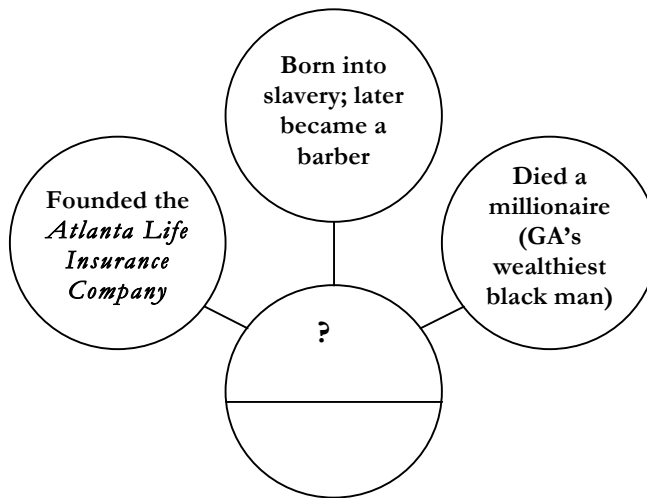 Born into
slavery; later
became a
barber
Founded the
Atlanta Life
Insurance
Company
Died a
millionaire
(GA’s
wealthiest
black man)
?